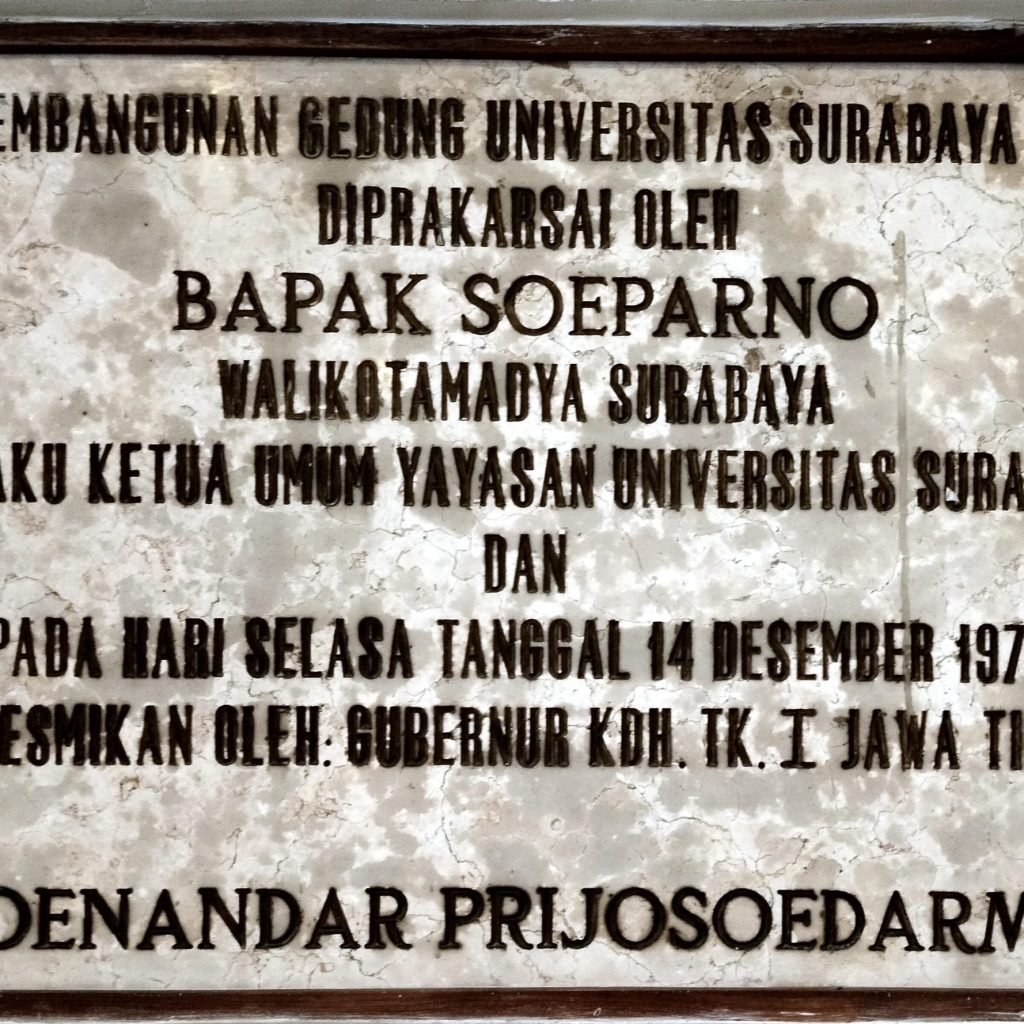 EMBANGUNAN GEDUNG UNIVERSITAS SURABAYA
DIPRAKARSAI OLEH
BAPAK SOEPARNO
WALIKOTAMADYA SURABAYA
AKU KETUA UMUM YAYASAN UNIVERSITAS SURA
DAN
PADA HARI SELASA TANGGAL 14 DESEMBER 197
ESMIKAN OLEH: GUBERNUR KDH. TK. I JAWA TI
OENANDAR PRIJOSOEDARM